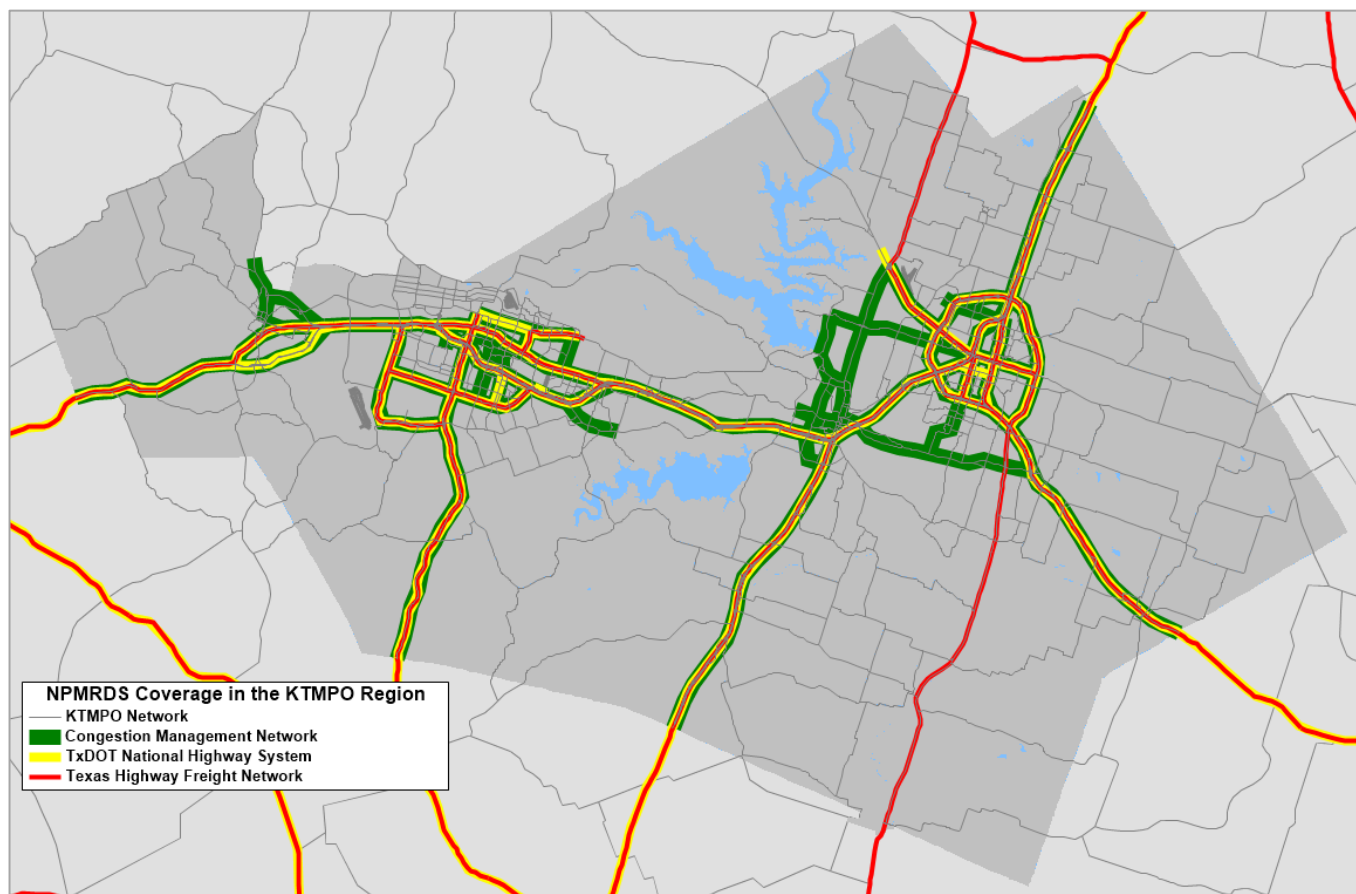 NPMRDS Coverage in the KTMPO Region
KTMPO Network
Congestion Management Network
TxDOT National Highway System
Texas Highway Freight Network